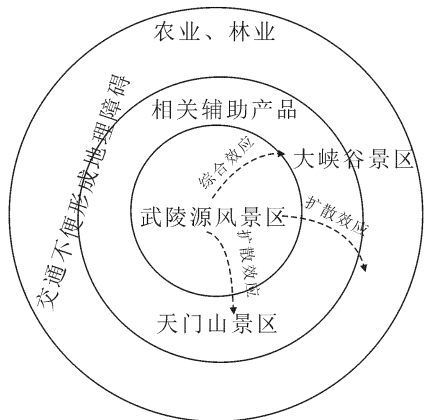 农业、林业
交通不便形成地理障碍
相关辅助产品
综合效应
大峡谷景区
武陵源风景区
扩散效应
扩散效应
天门山景区